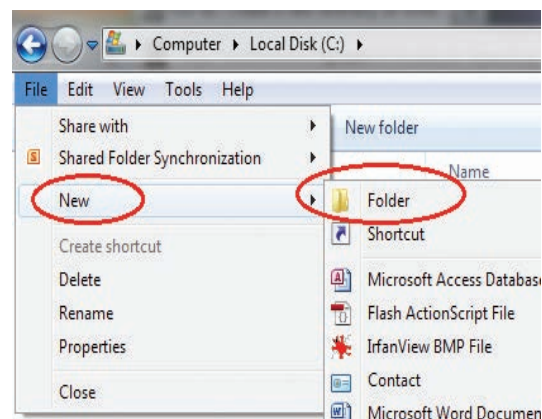 Computer Local Disk (C:)
File Edit View Tools Help
Share with
New folder
Shared Folder Synchronization
Name
New
Folder
Shortcut
Create shortcut
Delete
Microsoft Access Database
Rename
Flash ActionScript File
Properties
IrfanView BMP File
Contact
Close
Microsoft Word Documen